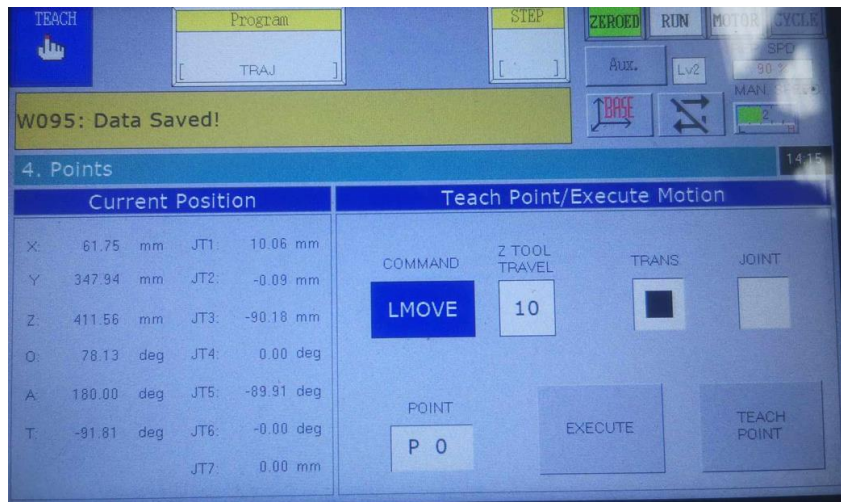 TEACH
Program
[ TRAJ ]
STEP
[ ]
ZEROED RUN MOTOR CYCLE
Aux.
Lv2
SPD
90 %
MAN.
BASE
2
H
W095: Data Saved!
4. Points
14:15
Current Position
X: 61.75 mm JT1: 10.06 mm
Y 347.94 mm JT2: -0.09 mm
Z: 411.56 mm JT3: -90.18 mm
O: 78.13 deg JT4: 0.00 deg
A: 180.00 deg JT5: -89.91 deg
T: -91.81 deg JT6: -0.00 deg
JT7: 0.00 mm
Teach Point/Execute Motion
COMMAND
LMOVE
Z TOOL
TRAVEL
10
TRANS.
JOINT
POINT
P 0
EXECUTE
TEACH
POINT